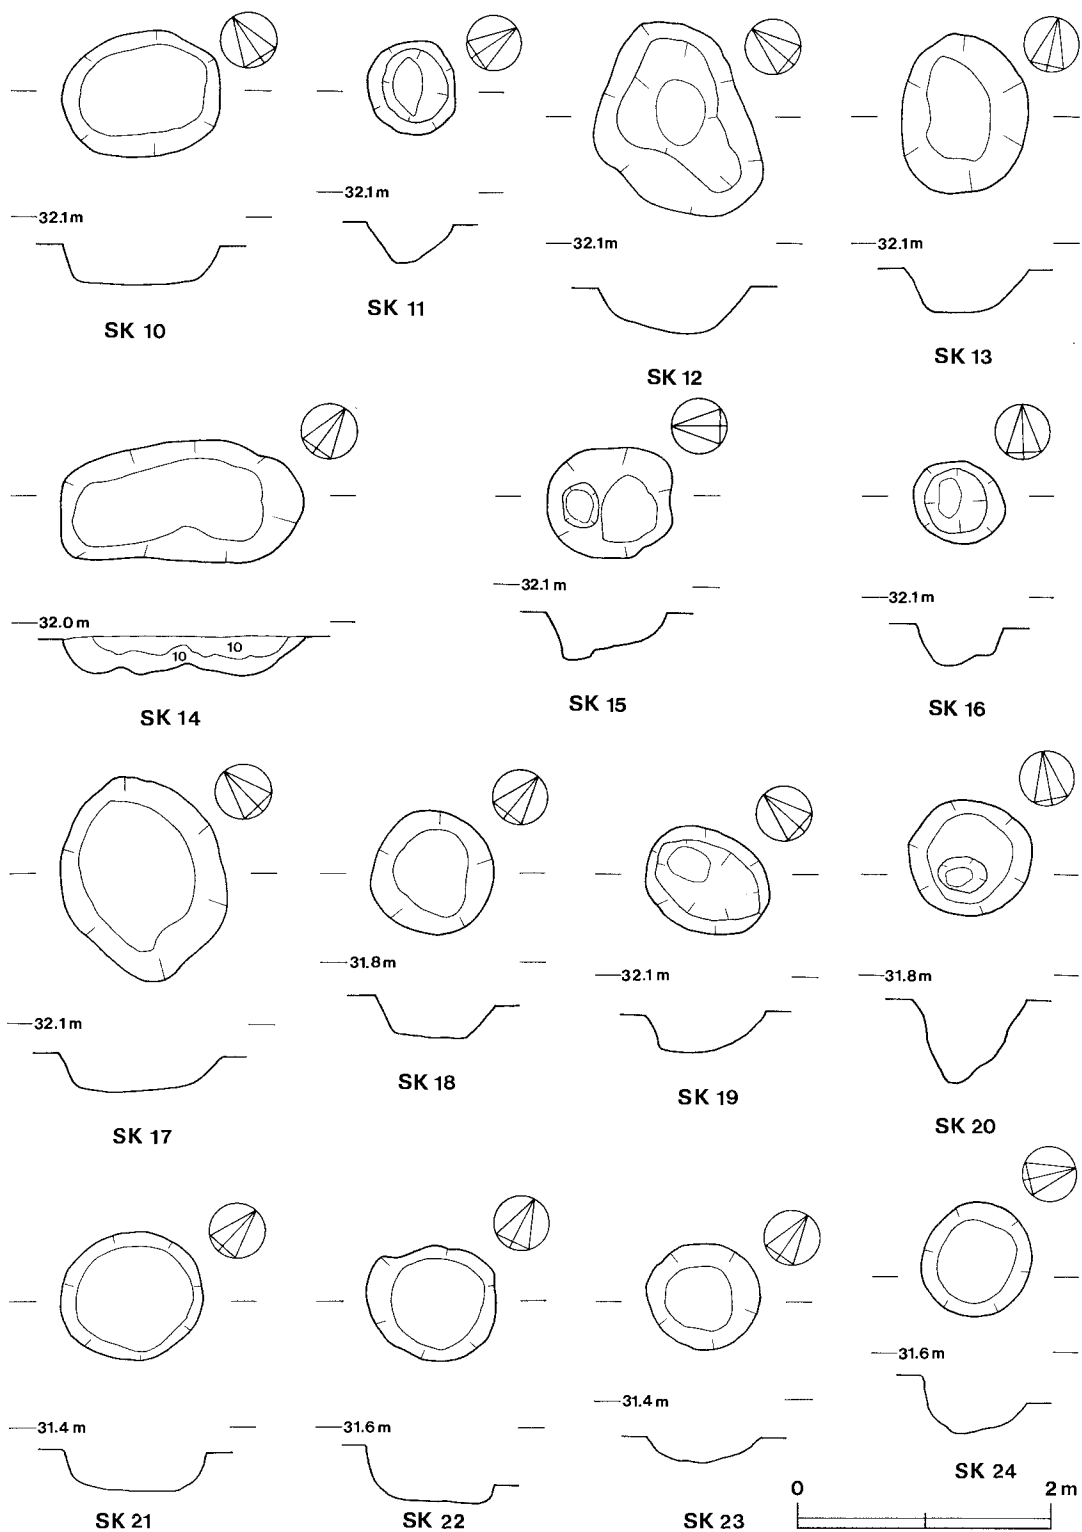 32.1m
SK 10
32.1m
SK 11
32.1m
SK 12
32.1m
SK 13
32.0m
10
10
SK 14
32.1m
SK 15
32.1m
SK 16
32.1m
SK 17
31.8m
SK 18
32.1m
SK 19
31.8m
SK 20
31.4m
SK 21
31.6m
SK 22
31.4m
SK 23
31.6m
SK 24
0 2m